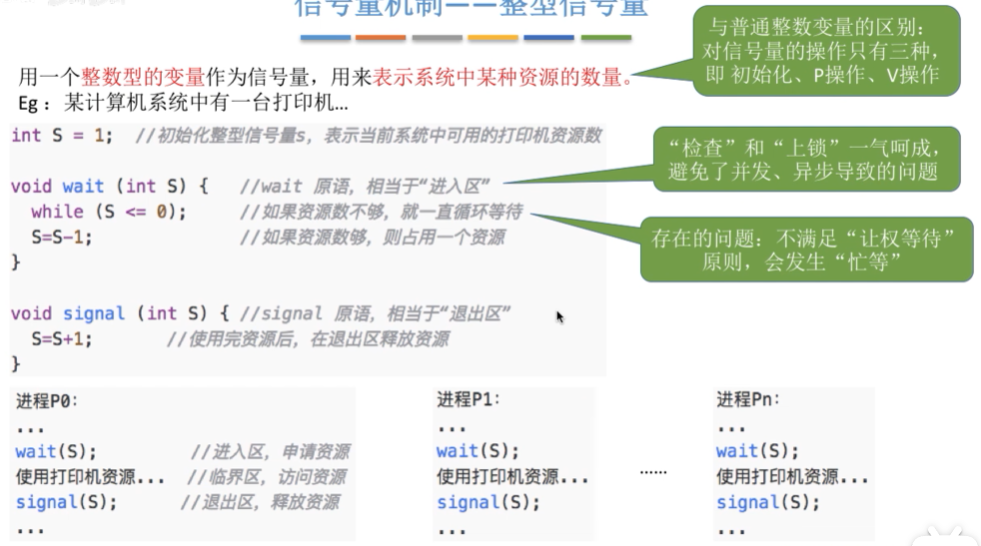 信号量机制——整型信号量
与普通整数变量的区别：
对信号量的操作只有三种，
即 初始化、P操作、V操作
用一个整数型的变量作为信号量，用来表示系统中某种资源的数量。
Eg：某计算机系统中有一台打印机...
int S = 1;  //初始化整型信号量s，表示当前系统中可用的打印机资源数
“检查”和“上锁”一气呵成，
避免了并发、异步导致的问题
void wait (int S) {   //wait 原语，相当于“进入区”
while (S <= 0);   //如果资源数不够，就一直循环等待
S=S-1;   //如果资源数够，则占用一个资源
}
存在的问题：不满足“让权等待”
原则，会发生“忙等”
void signal (int S) { //signal 原语，相当于“退出区”
S=S+1;   //使用完资源后，在退出区释放资源
}
进程P0：
...
wait(S);   //进入区，申请资源
使用打印机资源...   //临界区，访问资源
signal(S);   //退出区，释放资源
...
进程P1：
...
wait(S);
使用打印机资源...
signal(S);
...
......
进程Pn：
...
wait(S);
使用打印机资源...
signal(S);
...